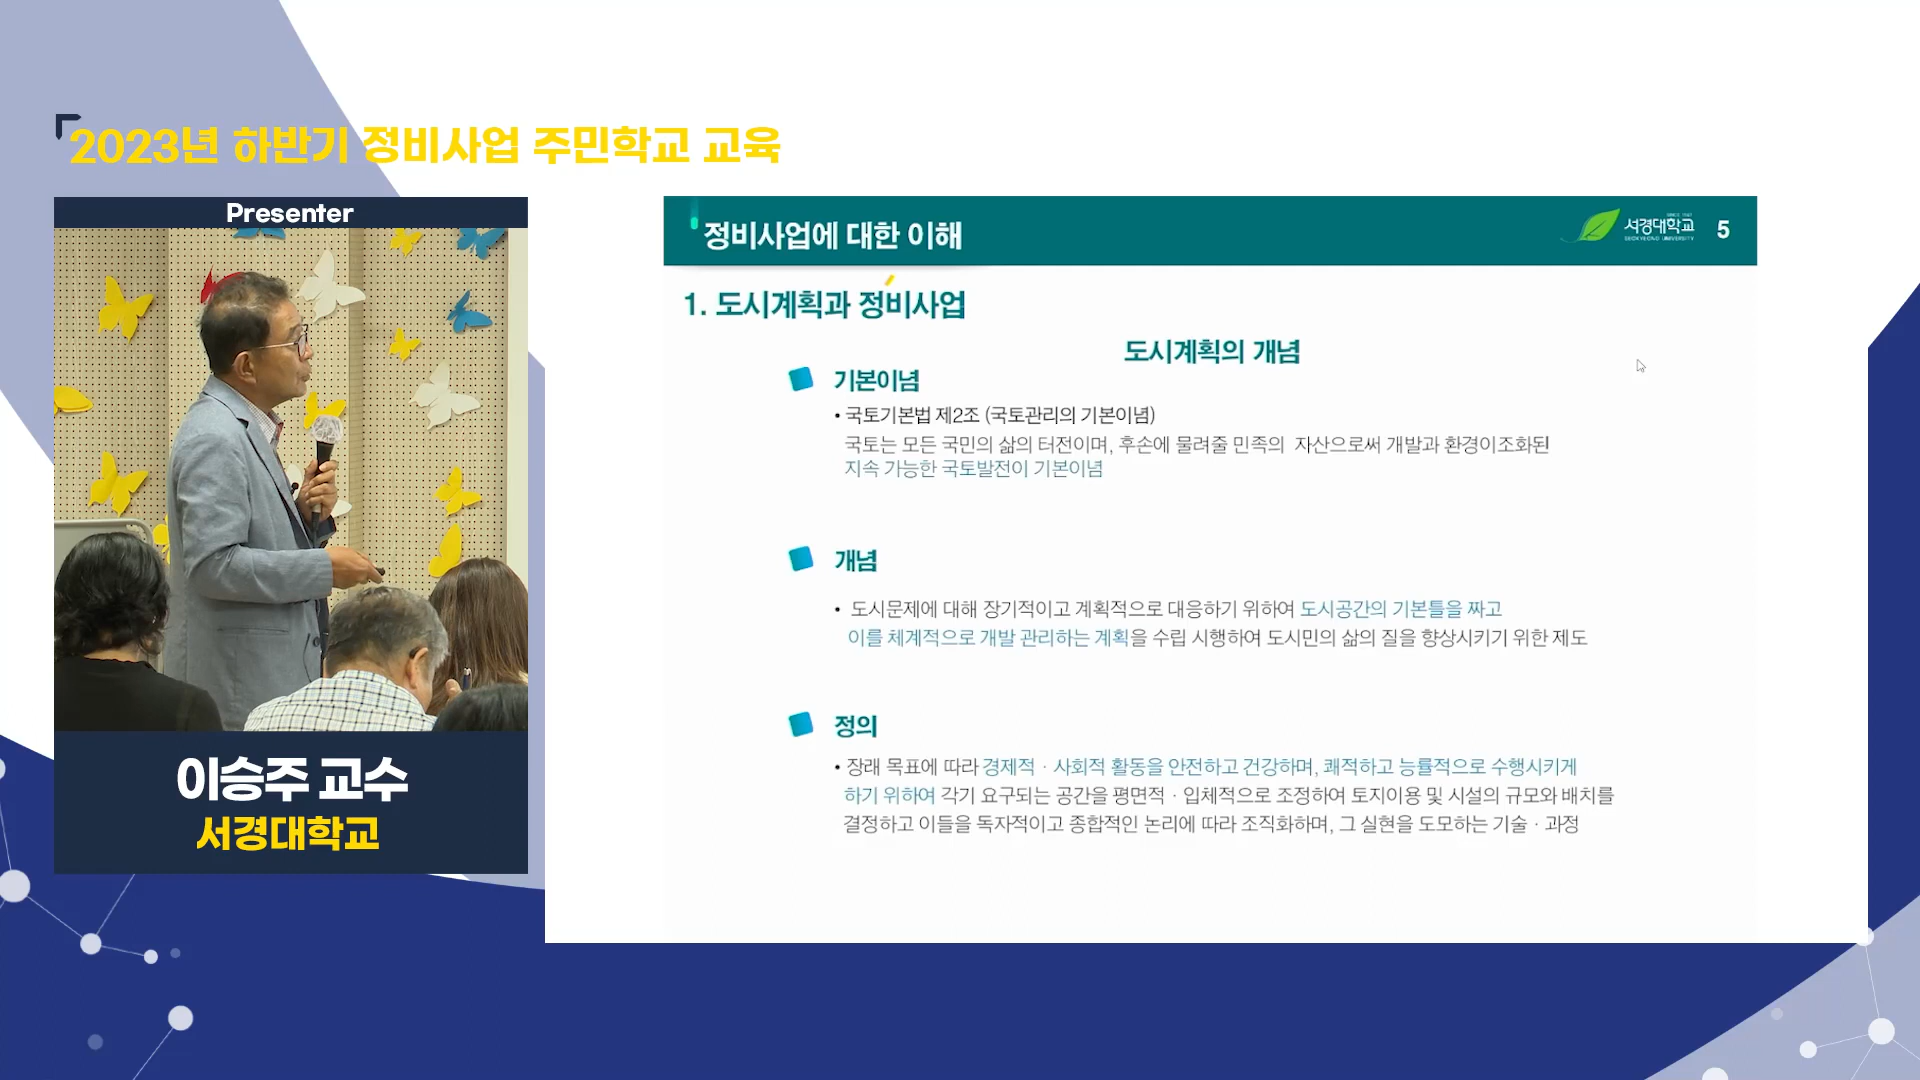 2023년 하반기 정비사업 주민학교 교육
Presenter
이승주 교수
서경대학교
정비사업에 대한 이해
SINCE 1947
서경대학교
SEOKYEONG UNIVERSITY
5
1. 도시계획과 정비사업
도시계획의 개념
기본이념
• 국토기본법 제2조 (국토관리의 기본이념)
국토는 모든 국민의 삶의 터전이며, 후손에 물려줄 민족의 자산으로써 개발과 환경이조화된
지속 가능한 국토발전이 기본이념
개념
• 도시문제에 대해 장기적이고 계획적으로 대응하기 위하여 도시공간의 기본틀을 짜고
이를 체계적으로 개발 관리하는 계획을 수립 시행하여 도시민의 삶의 질을 향상시키기 위한 제도
정의
• 장래 목표에 따라 경제적 · 사회적 활동을 안전하고 건강하며, 쾌적하고 능률적으로 수행시키게
하기 위하여 각기 요구되는 공간을 평면적 · 입체적으로 조정하여 토지이용 및 시설의 규모와 배치를
결정하고 이들을 독자적이고 종합적인 논리에 따라 조직화하며, 그 실현을 도모하는 기술 · 과정